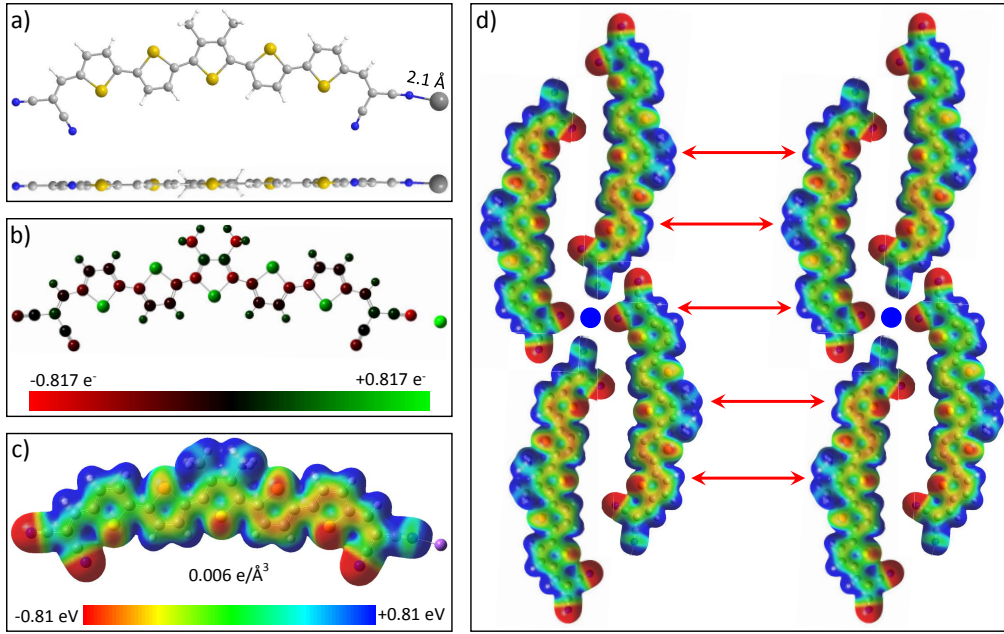 a)
2.1 Å
b)
-0.817 e⁻
+0.817 e⁻
c)
0.006 e/Å³
-0.81 eV
+0.81 eV
d)